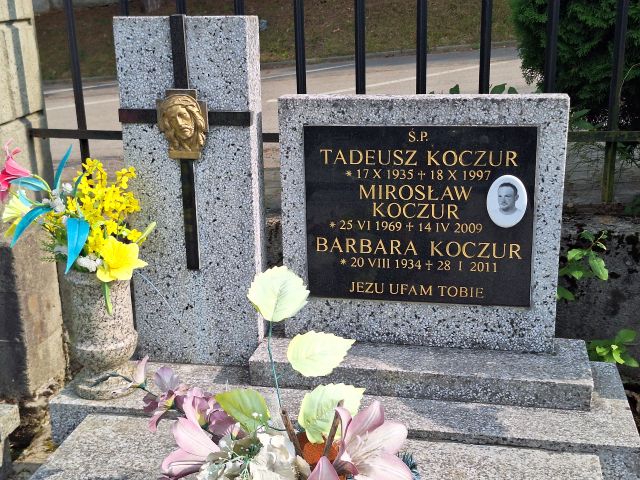 Ś.P.
TADEUSZ KOCZUR
* 17 X 1935 + 18 X 1997
MIROSŁAW
KOCZUR
* 25 VI 1969 + 14 IV 2009
BARBARA KOCZUR
* 20 VIII 1934 + 28 I 2011
JEZU UFAM TOBIE